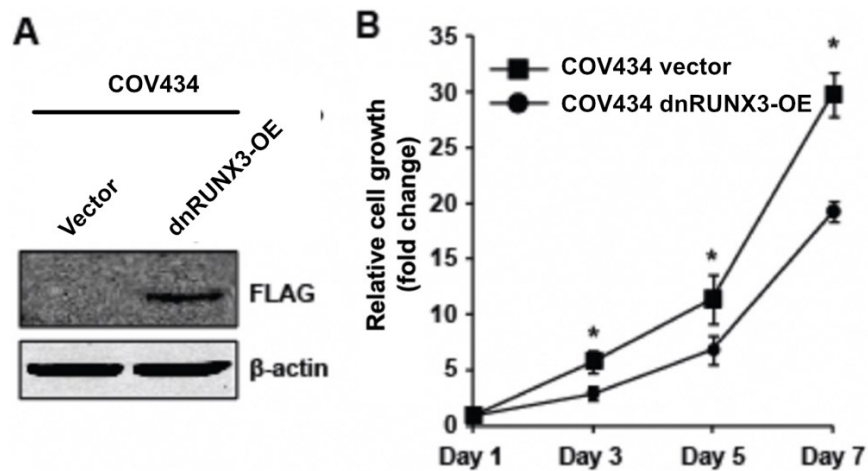 A
COV434
Vector
dnRUNX3-OE
FLAG
β-actin
B
Relative cell growth
(fold change)
35
30
25
20
15
10
5
0
COV434 vector
COV434 dnRUNX3-OE
*
*
*
Day 1
Day 3
Day 5
Day 7